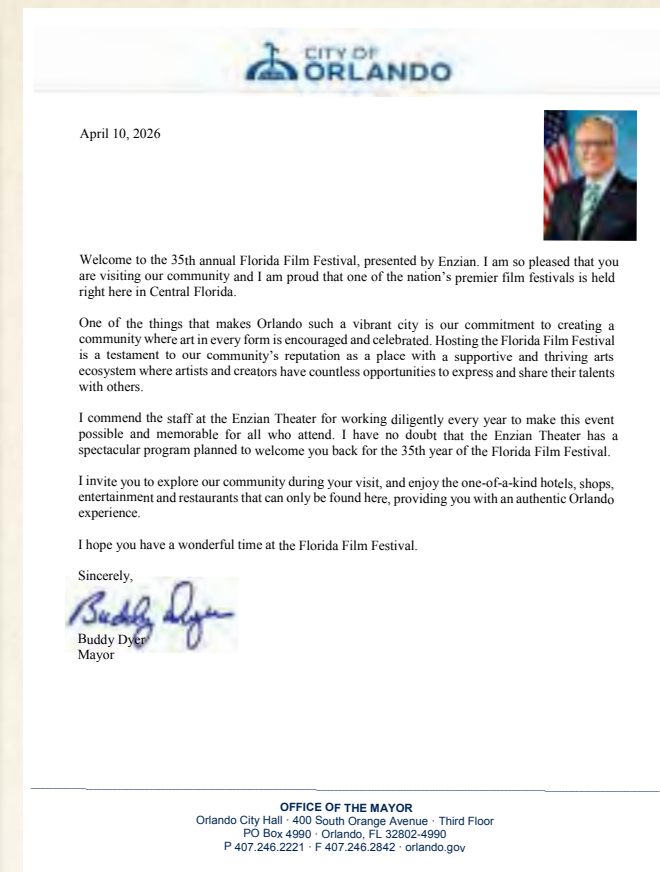 CITY OF
ORLANDO
April 10, 2026
Welcome to the 35th annual Florida Film Festival, presented by Enzian. I am so pleased that you
are visiting our community and I am proud that one of the nation’s premier film festivals is held
right here in Central Florida.
One of the things that makes Orlando such a vibrant city is our commitment to creating a
community where art in every form is encouraged and celebrated. Hosting the Florida Film Festival
is a testament to our community’s reputation as a place with a supportive and thriving arts
ecosystem where artists and creators have countless opportunities to express and share their talents
with others.
I commend the staff at the Enzian Theater for working diligently every year to make this event
possible and memorable for all who attend. I have no doubt that the Enzian Theater has a
spectacular program planned to welcome you back for the 35th year of the Florida Film Festival.
I invite you to explore our community during your visit, and enjoy the one-of-a-kind hotels, shops,
entertainment and restaurants that can only be found here, providing you with an authentic Orlando
experience.
I hope you have a wonderful time at the Florida Film Festival.
Sincerely,
Buddy Dyer
Buddy Dyer
Mayor
OFFICE OF THE MAYOR
Orlando City Hall · 400 South Orange Avenue · Third Floor
PO Box 4990 · Orlando, FL 32802-4990
P 407.246.2221 · F 407.246.2842 · orlando.gov